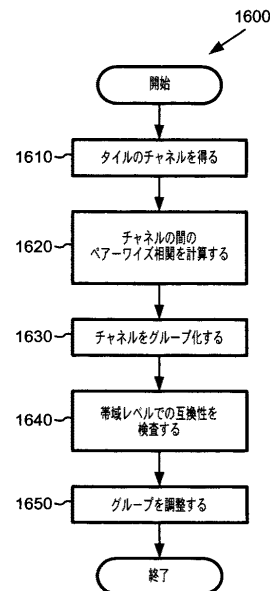 1600
開始
1610
タイルのチャネルを得る
1620
チャネルの間の
ペアーワイズ相関を計算する
1630
チャネルをグループ化する
1640
帯域レベルでの互換性を
検査する
1650
グループを調整する
終了